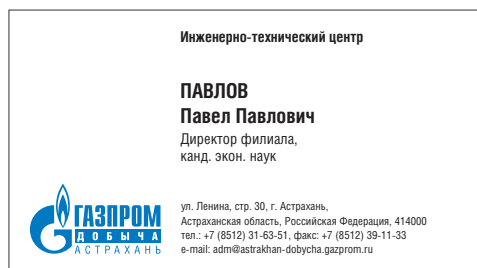 Инженерно-технический центр
ПАВЛОВ
Павел Павлович
Директор филиала,
канд. экон. наук
ГАЗПРОМ
ДОБЫЧА
АСТРАХАНЬ
ул. Ленина, стр. 30, г. Астрахань,
Астраханская область, Российская Федерация, 414000
тел.: +7 (8512) 31-63-51, факс: +7 (8512) 39-11-33
e-mail: adm@astrakhan-dobycha.gazprom.ru